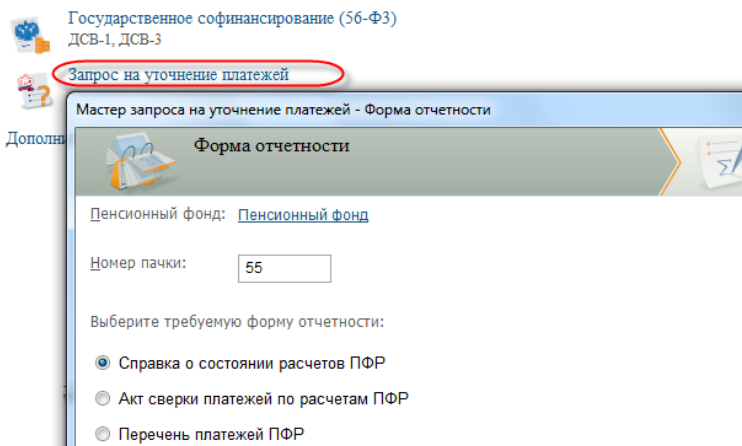 Государственное софинансирование (56-ФЗ)
ДСВ-1, ДСВ-3
Запрос на уточнение платежей
Мастер запроса на уточнение платежей - Форма отчетности
Дополни
Форма отчетности
Пенсионный фонд: Пенсионный фонд
Номер пачки: 55
Выберите требуемую форму отчетности:
Справка о состоянии расчетов ПФР
Акт сверки платежей по расчетам ПФР
Перечень платежей ПФР